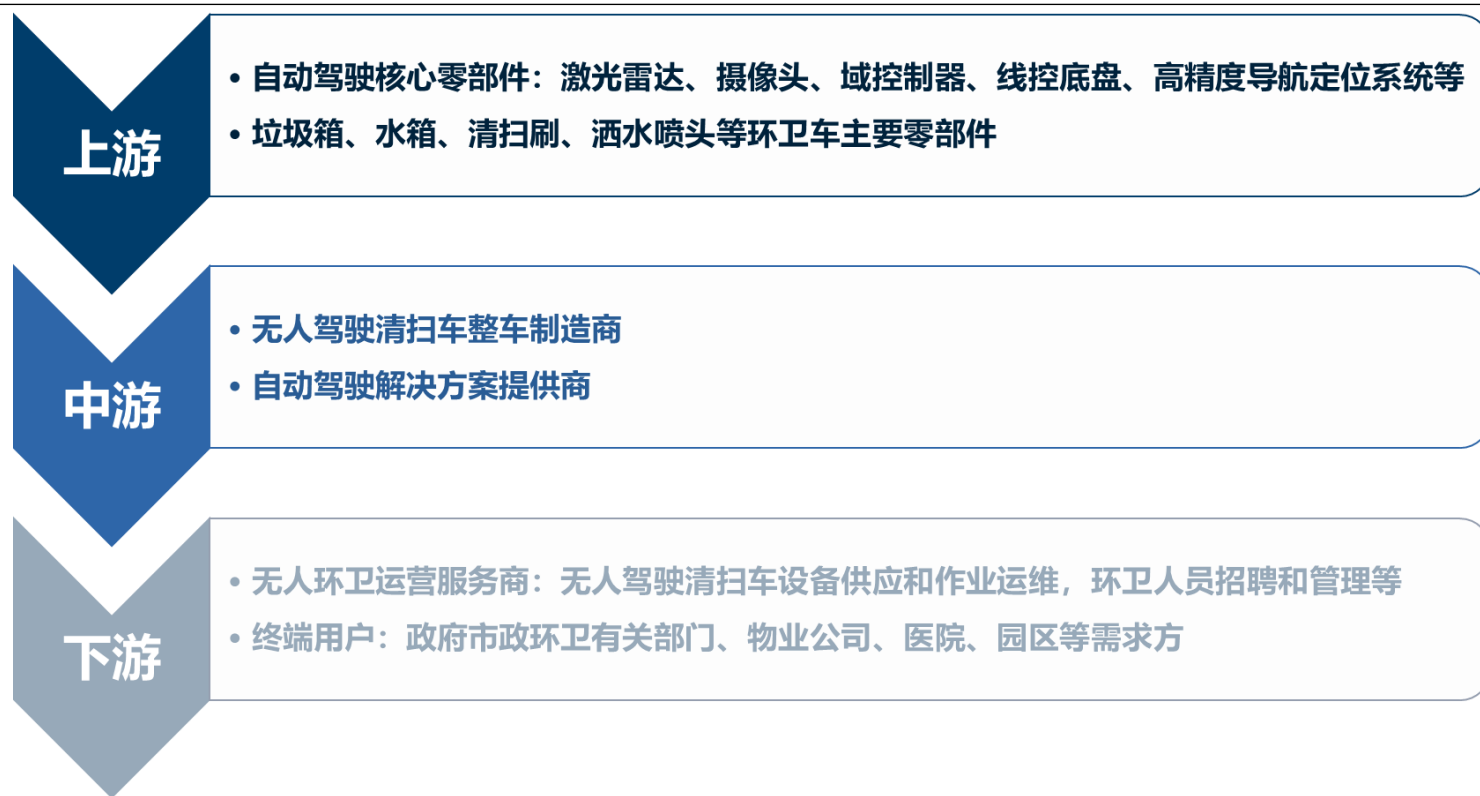 上游
• 自动驾驶核心零部件：激光雷达、摄像头、域控制器、线控底盘、高精度导航定位系统等
• 垃圾箱、水箱、清扫刷、洒水喷头等环卫车主要零部件
中游
• 无人驾驶清扫车整车制造商
• 自动驾驶解决方案提供商
下游
• 无人环卫运营服务商：无人驾驶清扫车设备供应和作业运维，环卫人员招聘和管理等
• 终端用户：政府市政环卫有关部门、物业公司、医院、园区等需求方